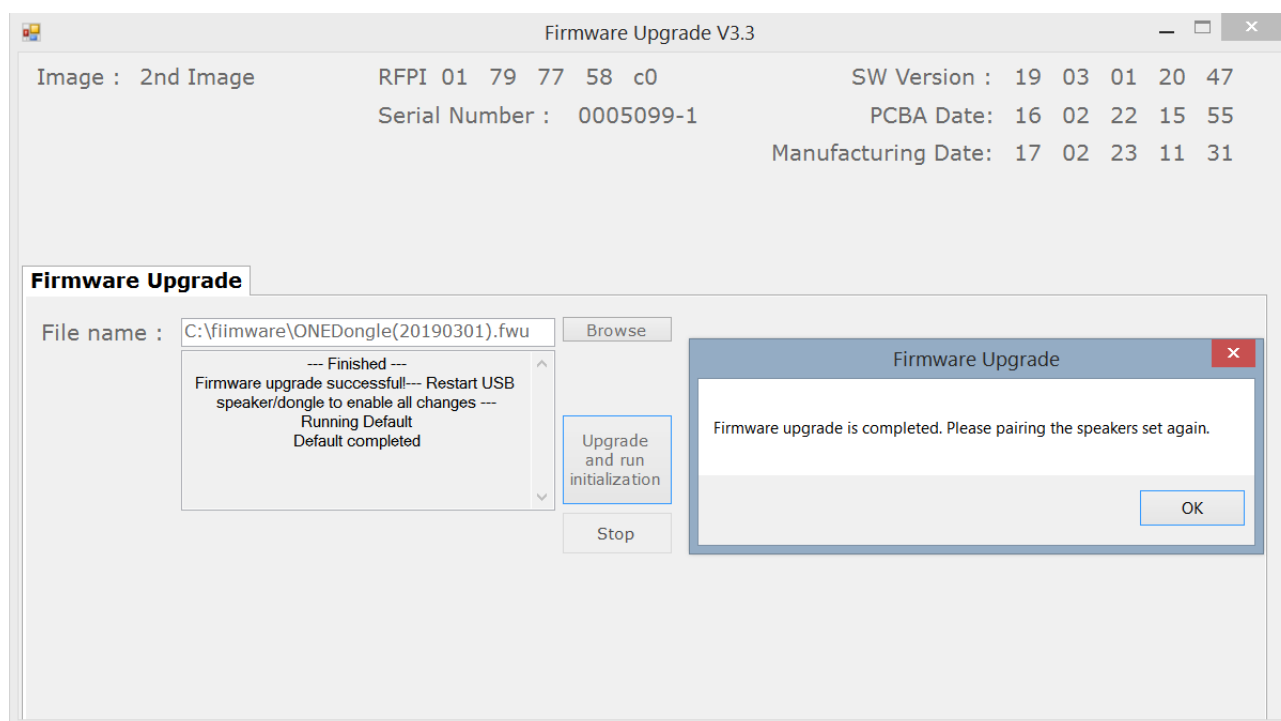 Firmware Upgrade V3.3
Image : 2nd Image RFPI 01 79 77 58 c0 SW Version : 19 03 01 20 47
Serial Number : 0005099-1 PCBA Date: 16 02 22 15 55
Manufacturing Date: 17 02 23 11 31
Firmware Upgrade
File name : C:\fiimware\ONEDongle(20190301).fwu Browse
--- Finished ---
Firmware upgrade successful!--- Restart USB
speaker/dongle to enable all changes ---
Running Default
Default completed
Upgrade
and run
initialization
Stop
Firmware Upgrade
Firmware upgrade is completed. Please pairing the speakers set again.
OK